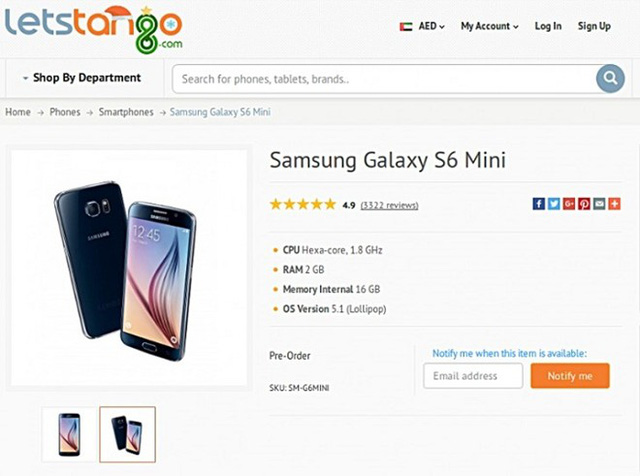 letstango
.com
AED
My Account
Log In
Sign Up
Shop By Department
Search for phones, tablets, brands..
Home → Phones → Smartphones → Samsung Galaxy S6 Mini
Samsung Galaxy S6 Mini
4.9 (3322 reviews)
CPU Hexa-core, 1.8 GHz
RAM 2 GB
Memory Internal 16 GB
OS Version 5.1 (Lollipop)
12:45
SAMSUNG
SAMSUNG
Pre-Order
Notify me when this item is available:
Email address
Notify me
SKU: SM-G6MINI